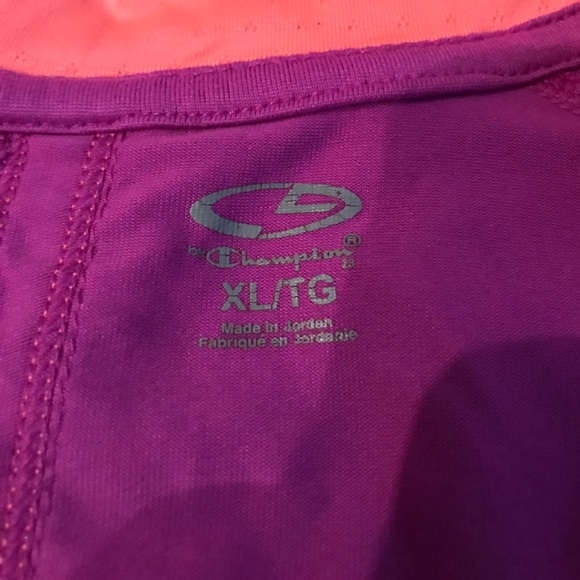 by Champion®
XL/TG
Made in Jordan
Fabriqué en Jordanie